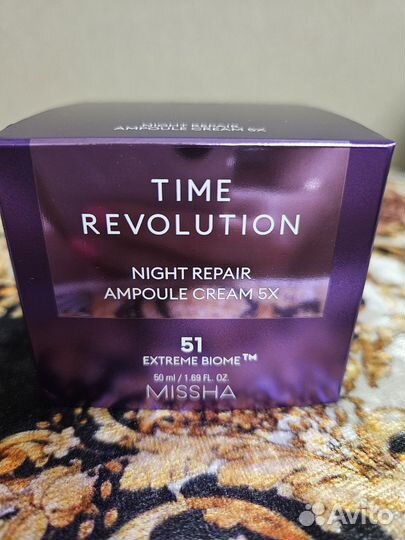 NIGHT REPAIR
AMPOULE CREAM 5X
TIME
REVOLUTION
NIGHT REPAIR
AMPOULE CREAM 5X
51
EXTREME BIOME™
50 ml / 1.69 FL. OZ.
MISSHA
Avito